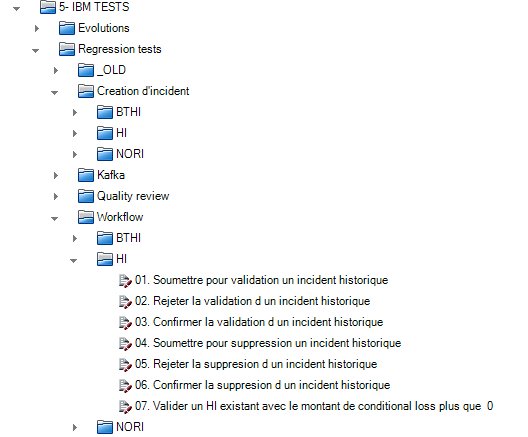 5- IBM TESTS
Evolutions
Regression tests
_OLD
Creation d'incident
BTHI
HI
NORI
Kafka
Quality review
Workflow
BTHI
HI
01. Soumettre pour validation un incident historique
02. Rejeter la validation d un incident historique
03. Confirmer la validation d un incident historique
04. Soumettre pour suppression un incident historique
05. Rejeter la suppresion d un incident historique
06. Confirmer la suppresion d un incident historique
07. Valider un HI existant avec le montant de conditional loss plus que  0
NORI